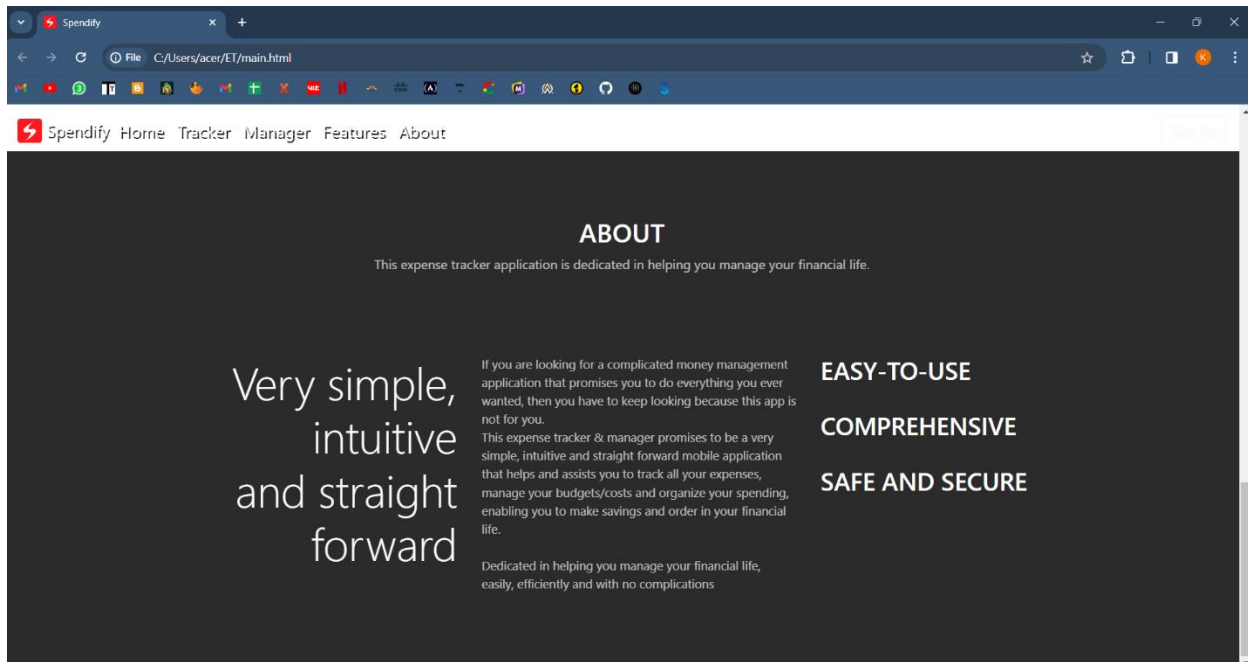 Spendify
File C:/Users/acer/ET/main.html
Spendify Home Tracker Manager Features About
Sign Up
ABOUT
This expense tracker application is dedicated in helping you manage your financial life.
Very simple,
intuitive
and straight
forward
If you are looking for a complicated money management
application that promises you to do everything you ever
wanted, then you have to keep looking because this app is
not for you.
This expense tracker & manager promises to be a very
simple, intuitive and straight forward mobile application
that helps and assists you to track all your expenses,
manage your budgets/costs and organize your spending,
enabling you to make savings and order in your financial
life.
Dedicated in helping you manage your financial life,
easily, efficiently and with no complications
EASY-TO-USE
COMPREHENSIVE
SAFE AND SECURE